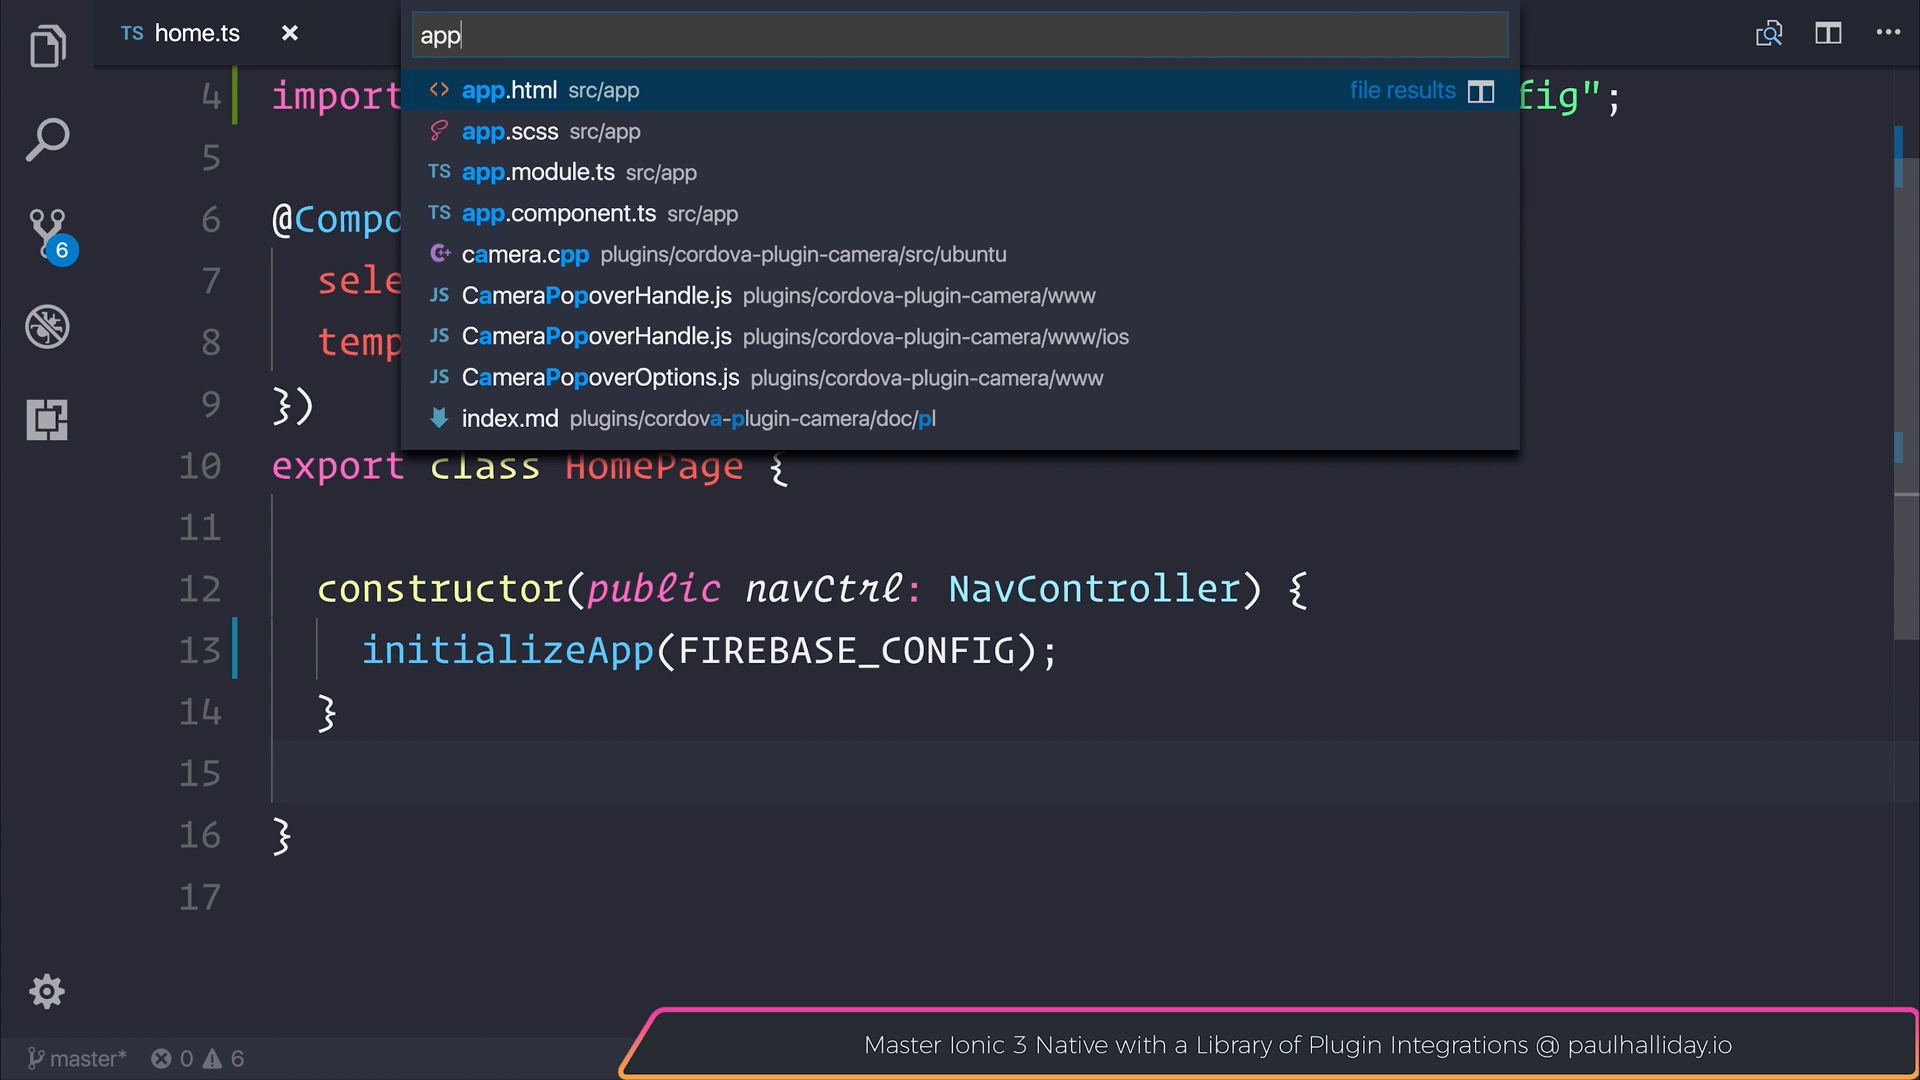 TS home.ts
app
app.html src/app file results
app.scss src/app
TS app.module.ts src/app
TS app.component.ts src/app
camera.cpp plugins/cordova-plugin-camera/src/ubuntu
JS CameraPopoverHandle.js plugins/cordova-plugin-camera/www
JS CameraPopoverHandle.js plugins/cordova-plugin-camera/www/ios
JS CameraPopoverOptions.js plugins/cordova-plugin-camera/www
index.md plugins/cordova-plugin-camera/doc/pl
4 import fig";
5
6 @Compo
7 sele
8 temp
9 })
10 export class HomePage {
11
12 constructor(public navCtrl: NavController) {
13 initializeApp(FIREBASE_CONFIG);
14 }
15
16 }
17
6
master* 0 6
Master Ionic 3 Native with a Library of Plugin Integrations @ paulhalliday.io